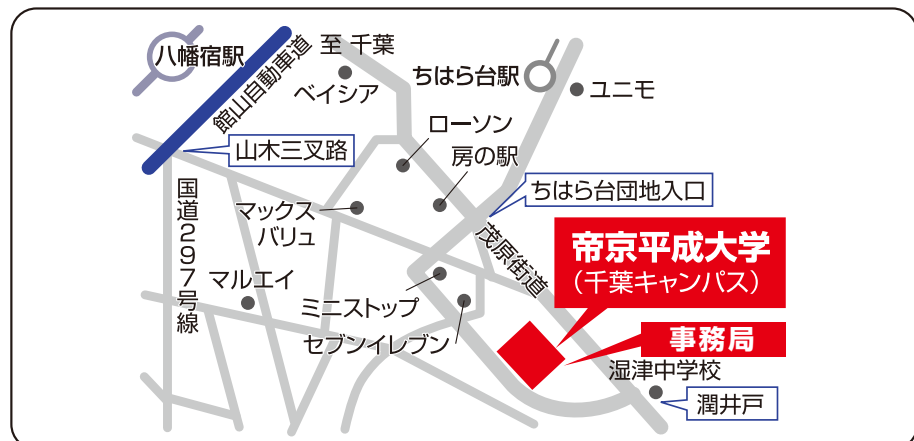 八幡宿駅
館山自動車道
至 千葉
ベイシア
ちはら台駅
ユニモ
ローソン
山木三叉路
房の駅
ちはら台団地入口
国道297号線
マックス
バリュ
茂原街道
帝京平成大学
（千葉キャンパス）
マルエイ
ミニストップ
セブンイレブン
事務局
湿津中学校
潤井戸